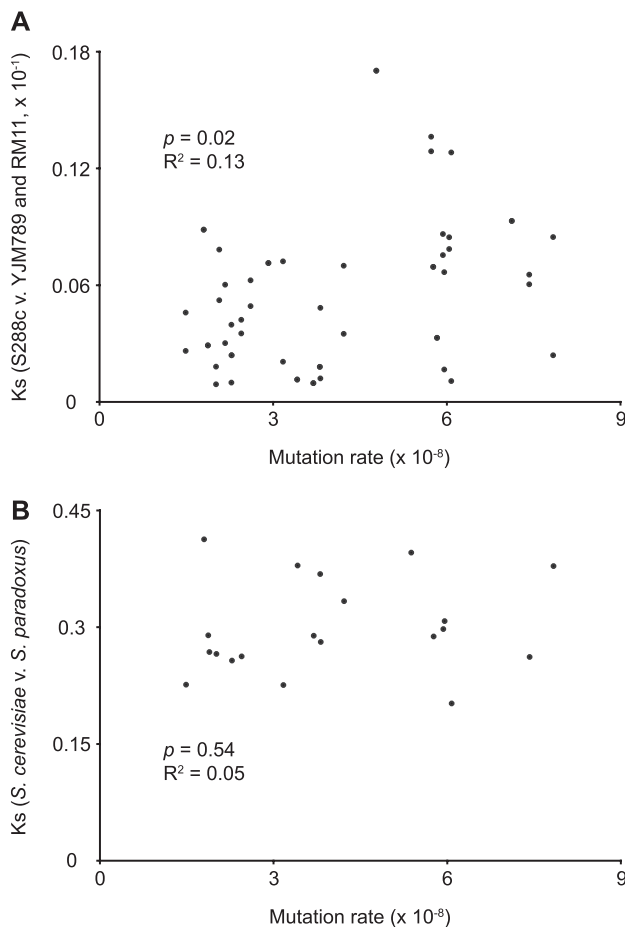 A
Ks (S288c v. YJM789 and RM11, x 10⁻¹)
0.18
0.12
0.06
0
p = 0.02
R² = 0.13
0
3
6
9
Mutation rate (x 10⁻⁸)
B
Ks (S. cerevisiae v. S. paradoxus)
0.45
0.3
0.15
0
p = 0.54
R² = 0.05
0
3
6
9
Mutation rate (x 10⁻⁸)